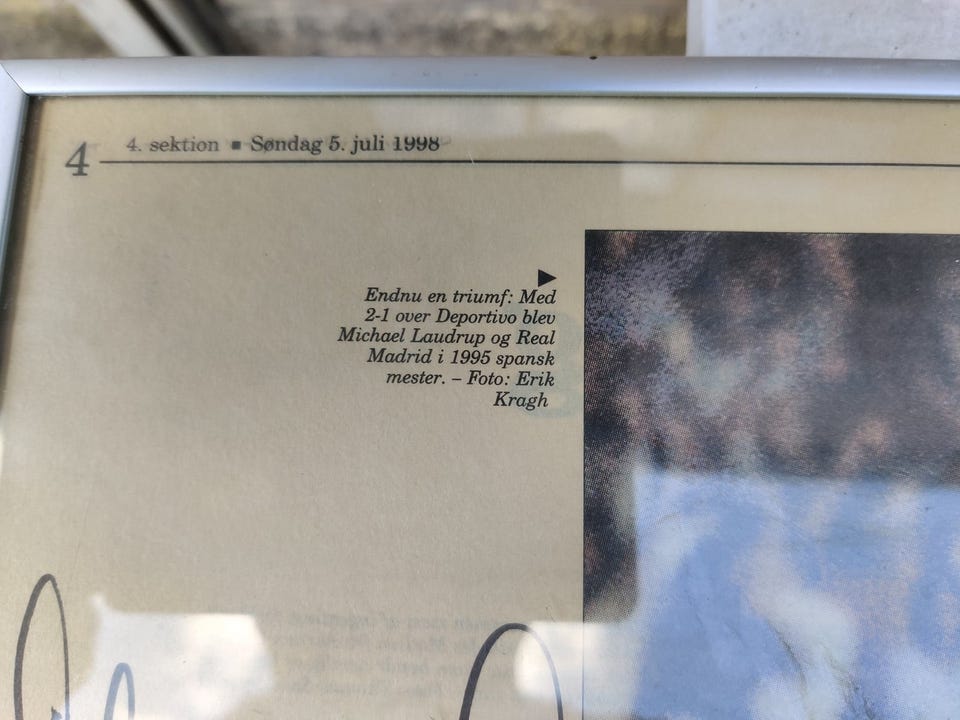 4
4. sektion ▪ Søndag 5. juli 1998
Endnu en triumf: Med
2-1 over Deportivo blev
Michael Laudrup og Real
Madrid i 1995 spansk
mester. – Foto: Erik
Kragh